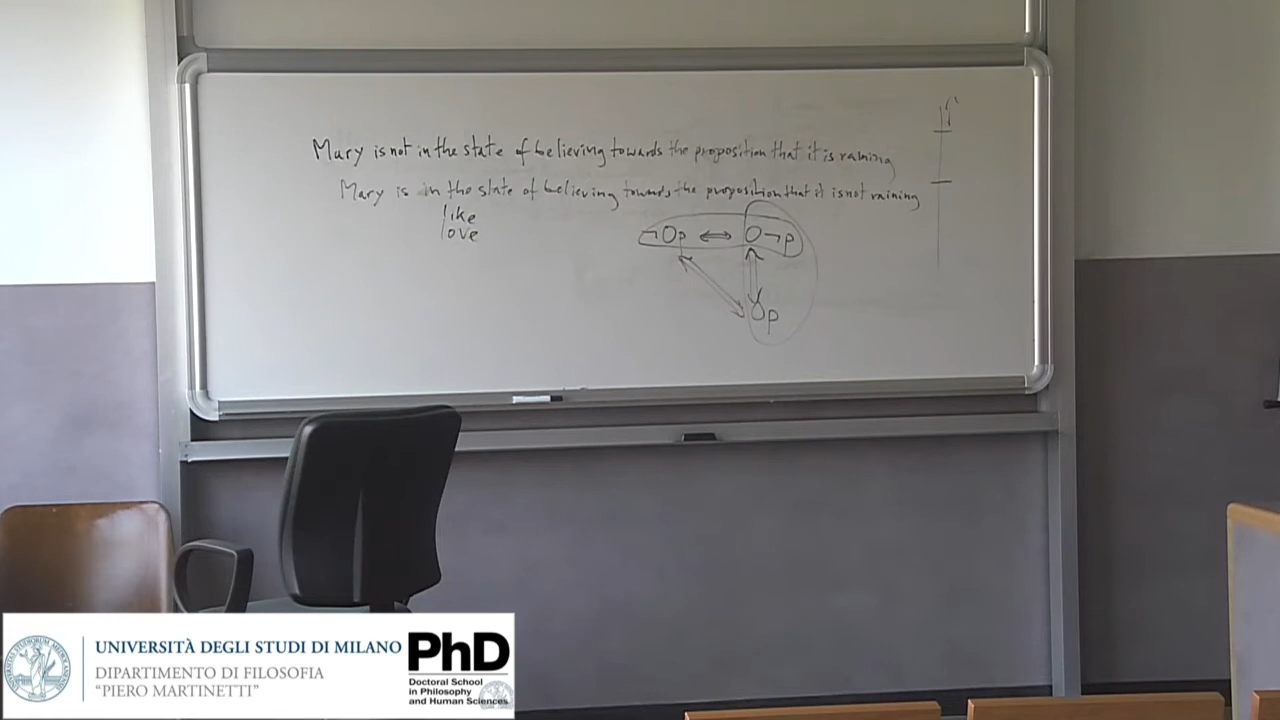 Mary is not in the state of believing towards the proposition that it is raining
Mary is in the state of believing towards the proposition that it is not raining
like
love
¬Op ⇔ O¬p
Op
UNIVERSITÀ DEGLI STUDI DI MILANO
DIPARTIMENTO DI FILOSOFIA
“PIERO MARTINETTI”
PhD
Doctoral School
in Philosophy
and Human Sciences